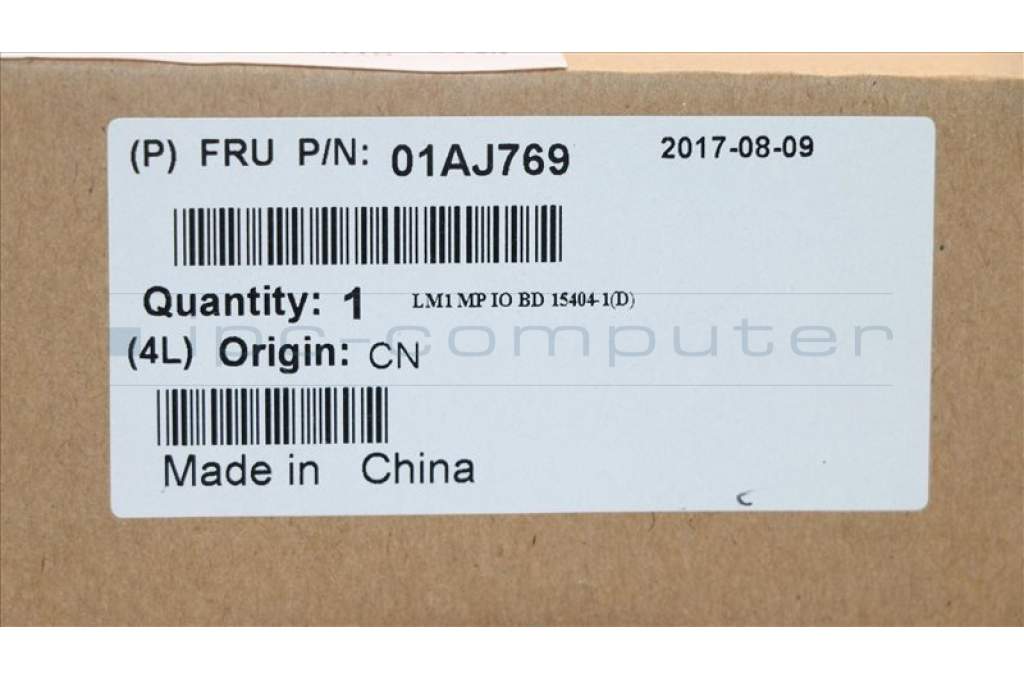 (P) FRU P/N: 01AJ769 2017-08-09
Quantity: 1 LM1 MP IO BD 15404-1(D)
ipc-computer
(4L) Origin: CN
Made in China